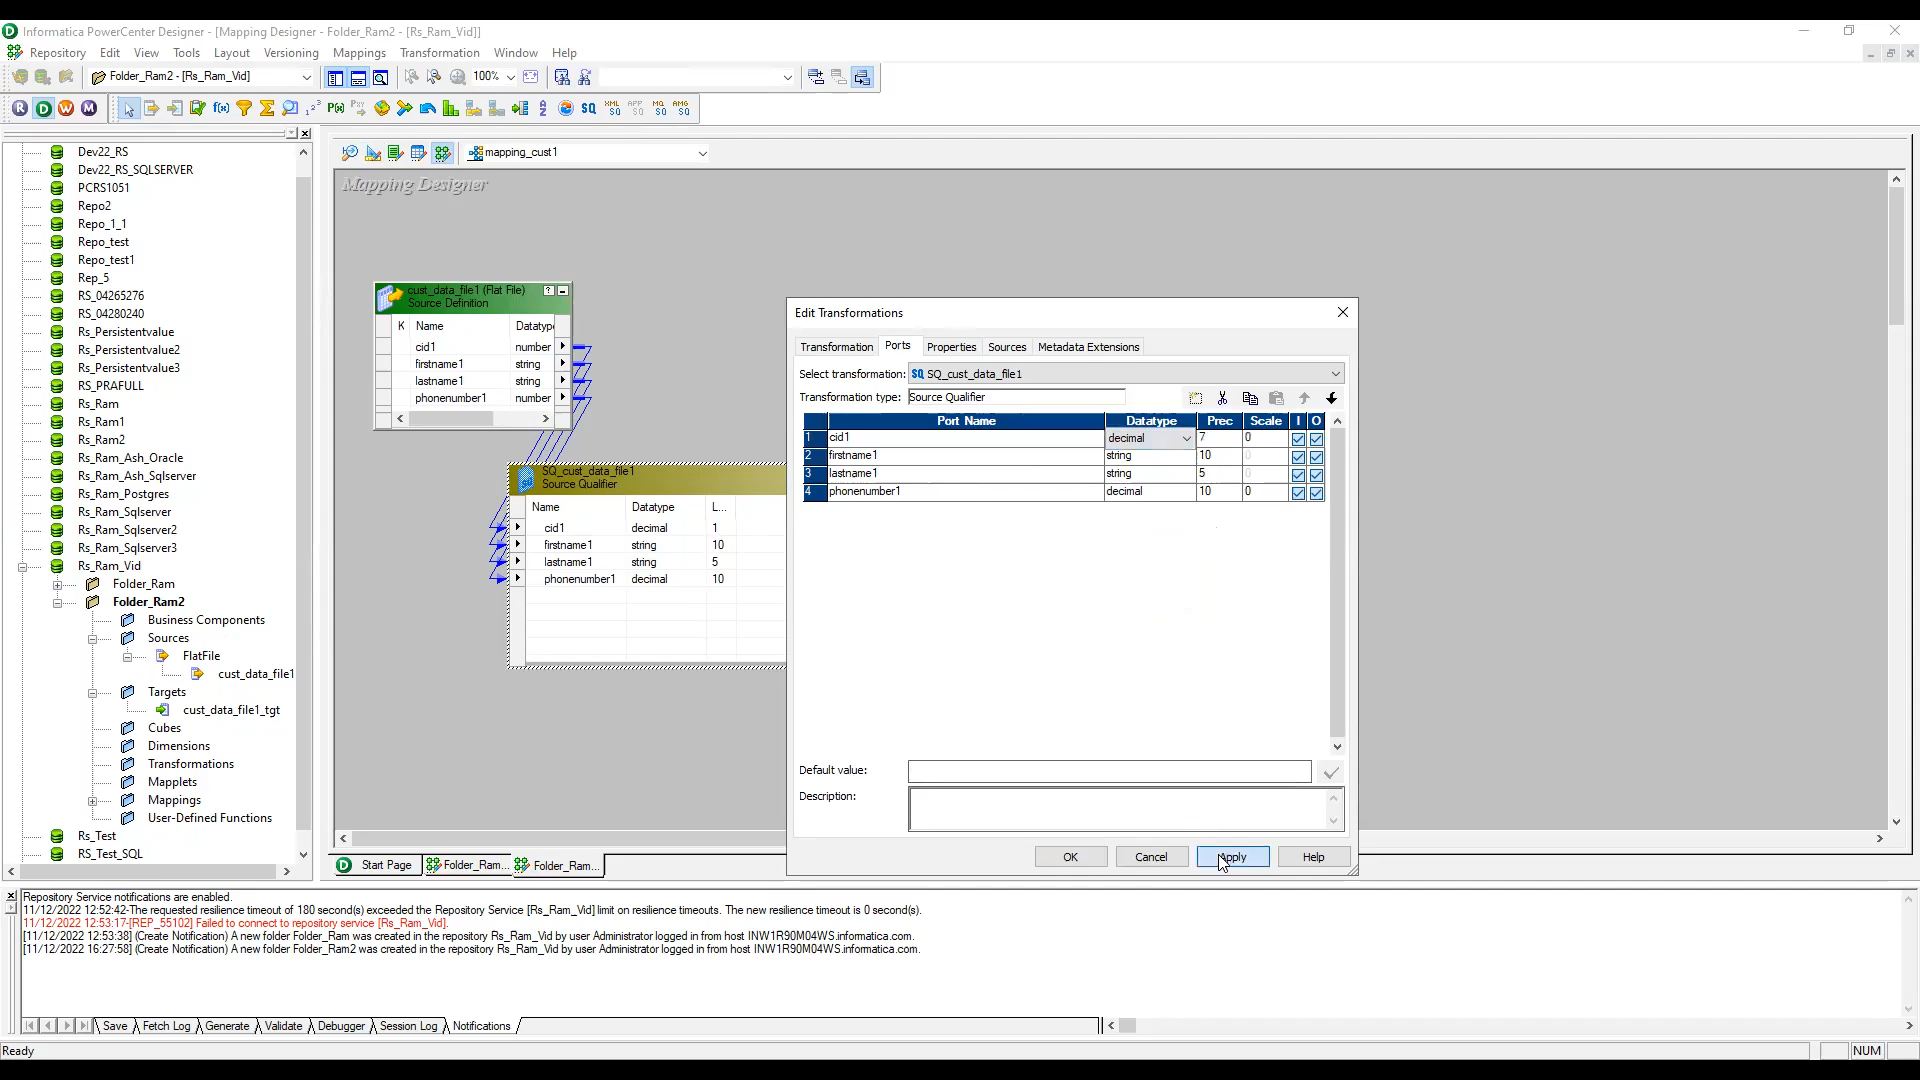 Informatica PowerCenter Designer - [Mapping Designer - Folder_Ram2 - [Rs_Ram_Vid]]
Repository Edit View Tools Layout Versioning Mappings Transformation Window Help
Folder_Ram2 - [Rs_Ram_Vid]
100%
mapping_cust1
Mapping Designer
Dev22_RS
Dev22_RS_SQLSERVER
PCRS1051
Repo2
Repo_1_1
Repo_test
Repo_test1
Rep_5
RS_04265276
RS_04280240
Rs_Persistentvalue
Rs_Persistentvalue2
Rs_Persistentvalue3
RS_PRAFULL
Rs_Ram
Rs_Ram1
Rs_Ram2
Rs_Ram_Ash_Oracle
Rs_Ram_Ash_Sqlserver
Rs_Ram_Postgres
Rs_Ram_Sqlserver
Rs_Ram_Sqlserver2
Rs_Ram_Sqlserver3
Rs_Ram_Vid
Folder_Ram
Folder_Ram2
Business Components
Sources
FlatFile
cust_data_file1
Targets
cust_data_file1_tgt
Cubes
Dimensions
Transformations
Mapplets
Mappings
User-Defined Functions
Rs_Test
RS_Test_SQL
cust_data_file1 (Flat File)
Source Definition
K Name Datatyp
cid1 number
firstname1 string
lastname1 string
phonenumber1 number
SQ_cust_data_file1
Source Qualifier
Name Datatype L...
cid1 decimal 1
firstname1 string 10
lastname1 string 5
phonenumber1 decimal 10
Edit Transformations
Transformation Ports Properties Sources Metadata Extensions
Select transformation: SQ SQ_cust_data_file1
Transformation type: Source Qualifier
Port Name Datatype Prec Scale I O
1 cid1 decimal 7 0
2 firstname1 string 10 0
3 lastname1 string 5 0
4 phonenumber1 decimal 10 0
Default value:
Description:
OK Cancel Apply Help
Start Page Folder_Ram... Folder_Ram...
Repository Service notifications are enabled.
11/12/2022 12:52:42-The requested resilience timeout of 180 second(s) exceeded the Repository Service [Rs_Ram_Vid] limit on resilience timeouts. The new resilience timeout is 0 second(s).
11/12/2022 12:53:17-[REP_55102] Failed to connect to repository service [Rs_Ram_Vid].
[11/12/2022 12:53:38] (Create Notification) A new folder Folder_Ram was created in the repository Rs_Ram_Vid by user Administrator logged in from host INW1R90M04WS.informatica.com.
[11/12/2022 16:27:58] (Create Notification) A new folder Folder_Ram2 was created in the repository Rs_Ram_Vid by user Administrator logged in from host INW1R90M04WS.informatica.com.
Save Fetch Log Generate Validate Debugger Session Log Notifications
Ready NUM